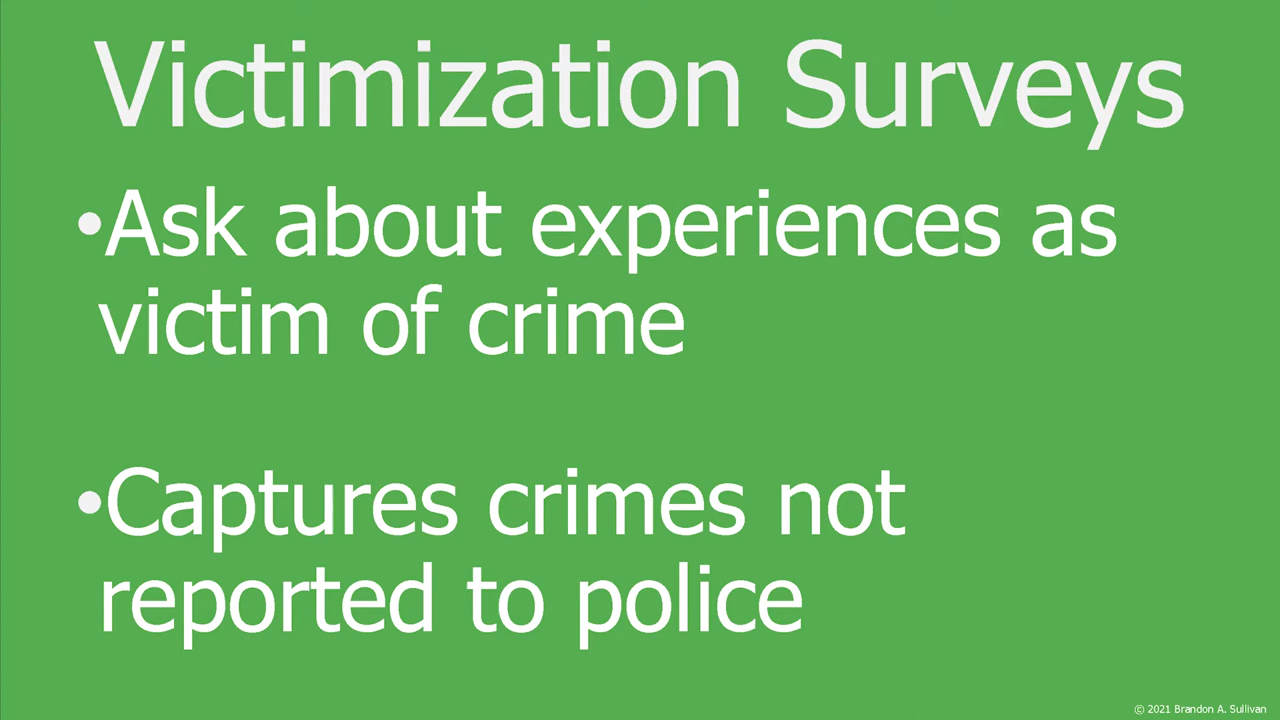 Victimization Surveys
•Ask about experiences as
victim of crime
•Captures crimes not
reported to police
© 2021 Brandon A. Sullivan